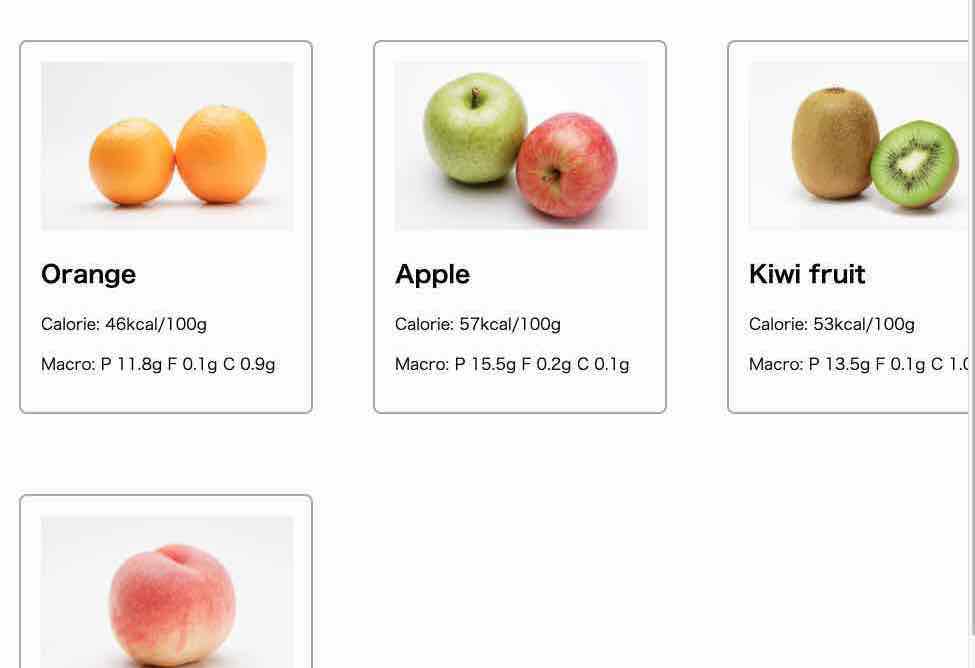 Orange
Calorie: 46kcal/100g
Macro: P 11.8g F 0.1g C 0.9g
Apple
Calorie: 57kcal/100g
Macro: P 15.5g F 0.2g C 0.1g
Kiwi fruit
Calorie: 53kcal/100g
Macro: P 13.5g F 0.1g C 1.0